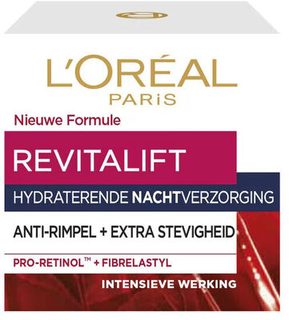 L'ORÉAL
PARIS
Nieuwe Formule
REVITALIFT
HYDRATERENDE NACHTVERZORGING
ANTI-RIMPEL + EXTRA STEVIGHEID
PRO-RETINOL™ + FIBRELASTYL
INTENSIEVE WERKING